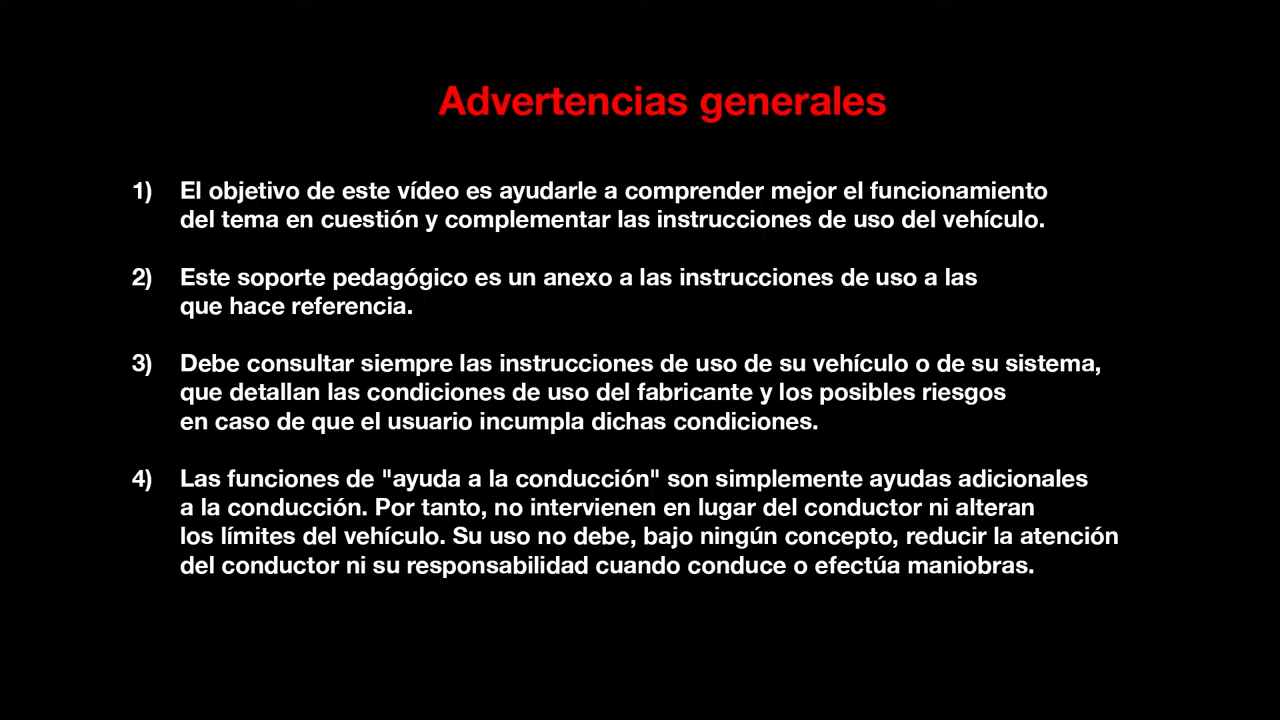 Advertencias generales
1) El objetivo de este vídeo es ayudarle a comprender mejor el funcionamiento
del tema en cuestión y complementar las instrucciones de uso del vehículo.
2) Este soporte pedagógico es un anexo a las instrucciones de uso a las
que hace referencia.
3) Debe consultar siempre las instrucciones de uso de su vehículo o de su sistema,
que detallan las condiciones de uso del fabricante y los posibles riesgos
en caso de que el usuario incumpla dichas condiciones.
4) Las funciones de "ayuda a la conducción" son simplemente ayudas adicionales
a la conducción. Por tanto, no intervienen en lugar del conductor ni alteran
los límites del vehículo. Su uso no debe, bajo ningún concepto, reducir la atención
del conductor ni su responsabilidad cuando conduce o efectúa maniobras.